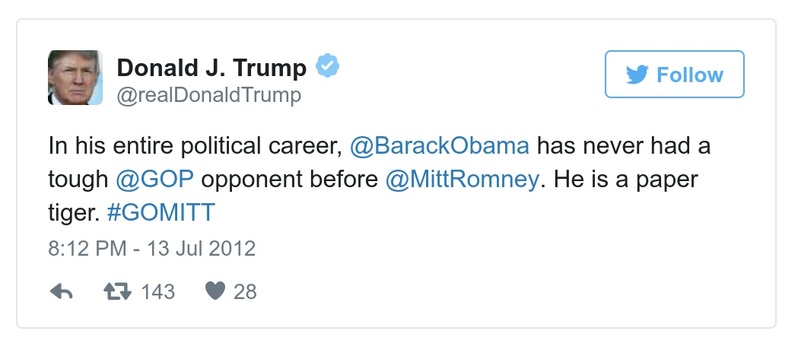 Donald J. Trump
@realDonaldTrump
Follow
In his entire political career, @BarackObama has never had a
tough @GOP opponent before @MittRomney. He is a paper
tiger. #GOMITT
8:12 PM - 13 Jul 2012
143 28